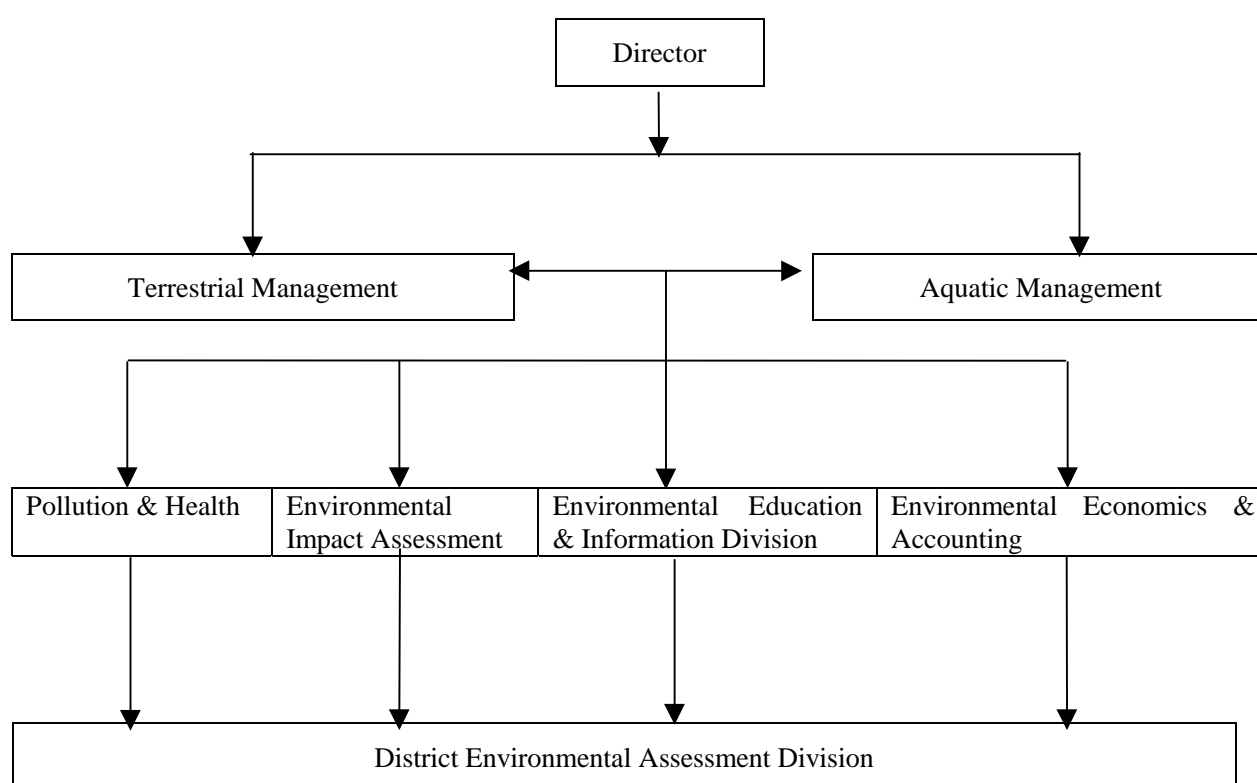 Director
Terrestrial Management
Aquatic Management
Pollution & Health
Environmental
Impact Assessment
Environmental Education
& Information Division
Environmental Economics &
Accounting
District Environmental Assessment Division